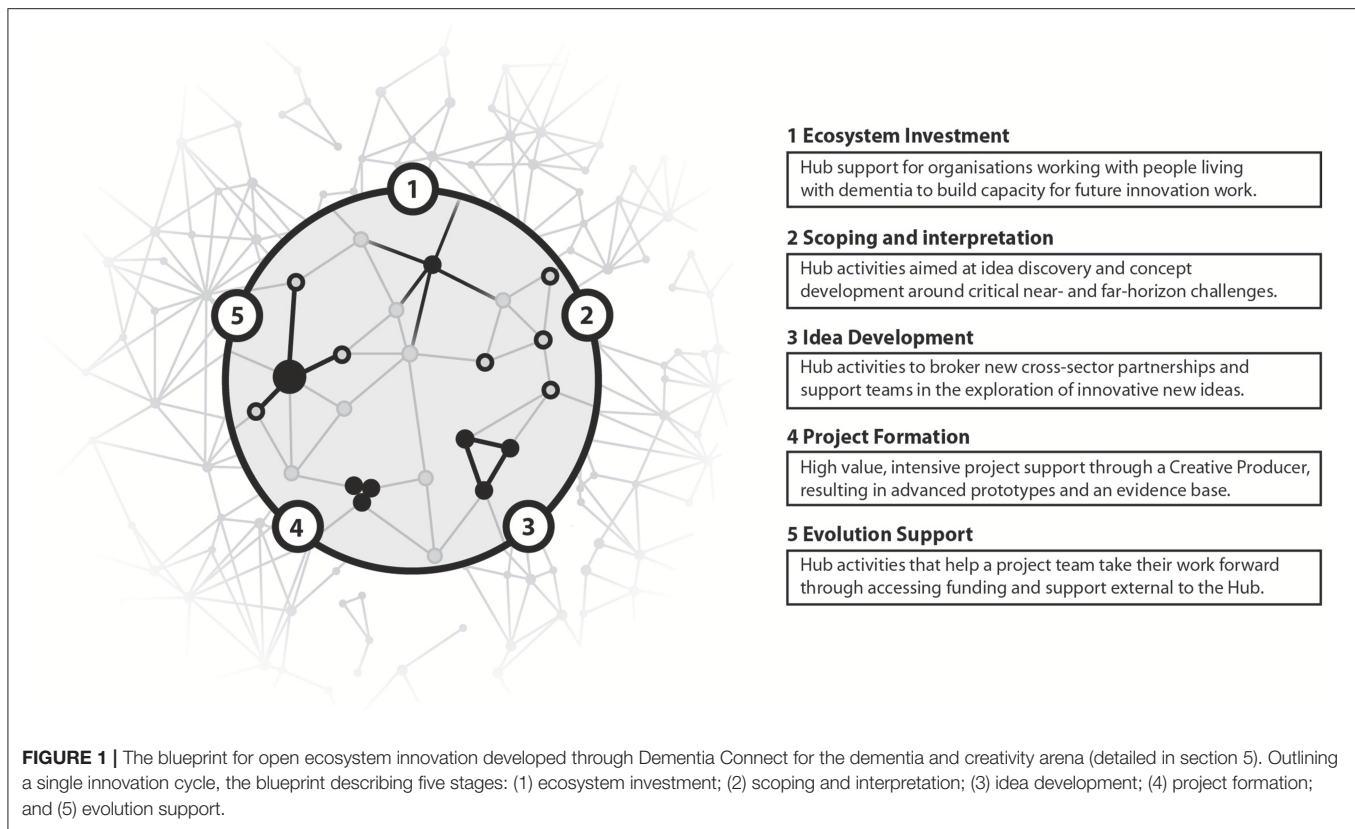 1
2
3
4
5
1 Ecosystem Investment
Hub support for organisations working with people living
with dementia to build capacity for future innovation work.
2 Scoping and interpretation
Hub activities aimed at idea discovery and concept
development around critical near- and far-horizon challenges.
3 Idea Development
Hub activities to broker new cross-sector partnerships and
support teams in the exploration of innovative new ideas.
4 Project Formation
High value, intensive project support through a Creative Producer,
resulting in advanced prototypes and an evidence base.
5 Evolution Support
Hub activities that help a project team take their work forward
through accessing funding and support external to the Hub.
FIGURE 1 | The blueprint for open ecosystem innovation developed through Dementia Connect for the dementia and creativity arena (detailed in section 5). Outlining
a single innovation cycle, the blueprint describing five stages: (1) ecosystem investment; (2) scoping and interpretation; (3) idea development; (4) project formation;
and (5) evolution support.